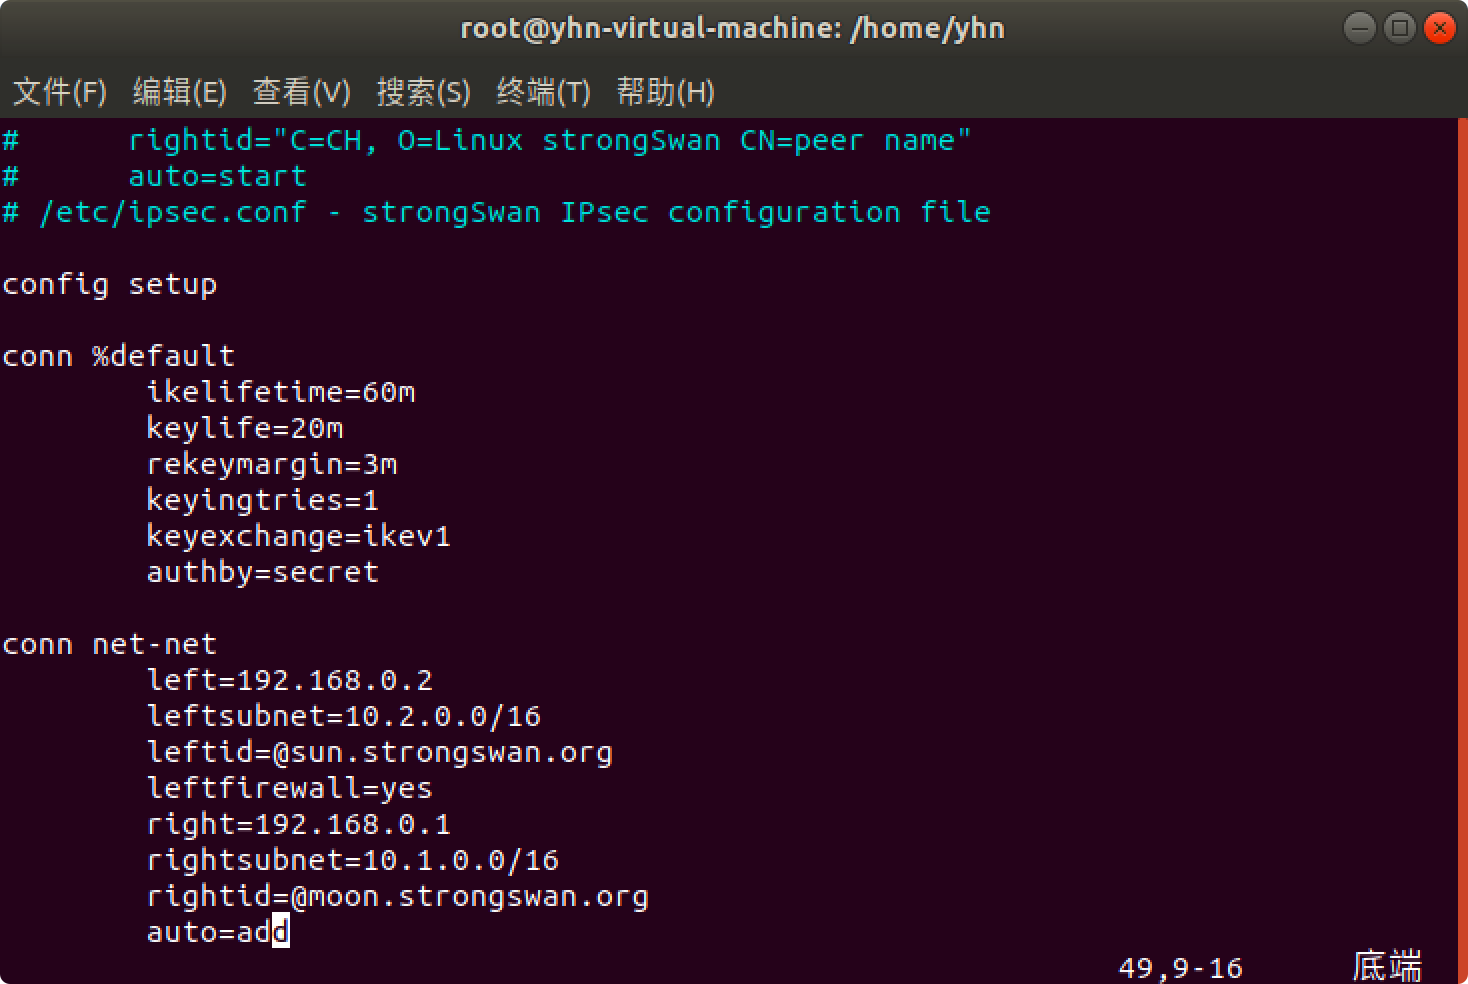 root@yhn-virtual-machine: /home/yhn
文件(F) 编辑(E) 查看(V) 搜索(S) 终端(T) 帮助(H)
#      rightid="C=CH, O=Linux strongSwan CN=peer name"
#      auto=start
# /etc/ipsec.conf - strongSwan IPsec configuration file
config setup
conn %default
        ikelifetime=60m
        keylife=20m
        rekeymargin=3m
        keyingtries=1
        keyexchange=ikev1
        authby=secret
conn net-net
        left=192.168.0.2
        leftsubnet=10.2.0.0/16
        leftid=@sun.strongswan.org
        leftfirewall=yes
        right=192.168.0.1
        rightsubnet=10.1.0.0/16
        rightid=@moon.strongswan.org
        auto=add
49,9-16 底端